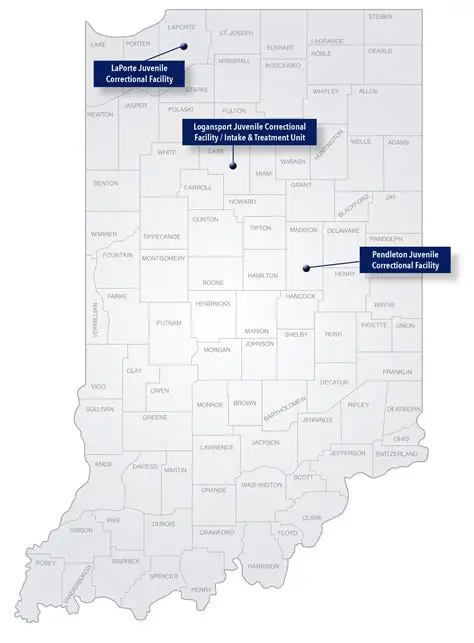 STEBEN
LAPORTE
LAKE
PORTER
ST. JOSEPH
ELKHART
LAGRANGE
NOBLE
DEKALB
LaPorte Juvenile
Correctional Facility
MARSHALL
KOSCIUSKO
STARKE
WHITLEY
ALLEN
NEWTON
JASPER
PULASKI
FULTON
Logansport Juvenile Correctional
Facility / Intake & Treatment Unit
HUNTINGTON
WELLS
ADAMS
WHITE
CASS
MIAMI
WABASH
BENTON
CARROLL
GRANT
BLACKFORD
JAY
HOWARD
CLINTON
TIPTON
MADISON
DELAWARE
RANDOLPH
WARREN
TIPPECANOE
FOUNTAIN
MONTGOMERY
BOONE
HAMILTON
HENRY
Pendleton Juvenile
Correctional Facility
VERMILLIAN
PARKE
HENDRICKS
HANCOCK
WAYNE
PUTNAM
MARION
SHELBY
RUSH
FAYETTE
UNION
MORGAN
JOHNSON
VIGO
CLAY
OWEN
DECATUR
FRANKLIN
SULLIVAN
GREENE
MONROE
BROWN
BARTHOLOMEW
JENNINGS
RIPLEY
DEARBORN
OHIO
SWITZERLAND
JEFFERSON
LAWRENCE
JACKSON
KNOX
DAVIESS
MARTIN
ORANGE
WASHINGTON
SCOTT
CLARK
GIBSON
PIKE
DUBOIS
CRAWFORD
FLOYD
HARRISON
POSEY
VANDERBURGH
WARRICK
SPENCER
PERRY